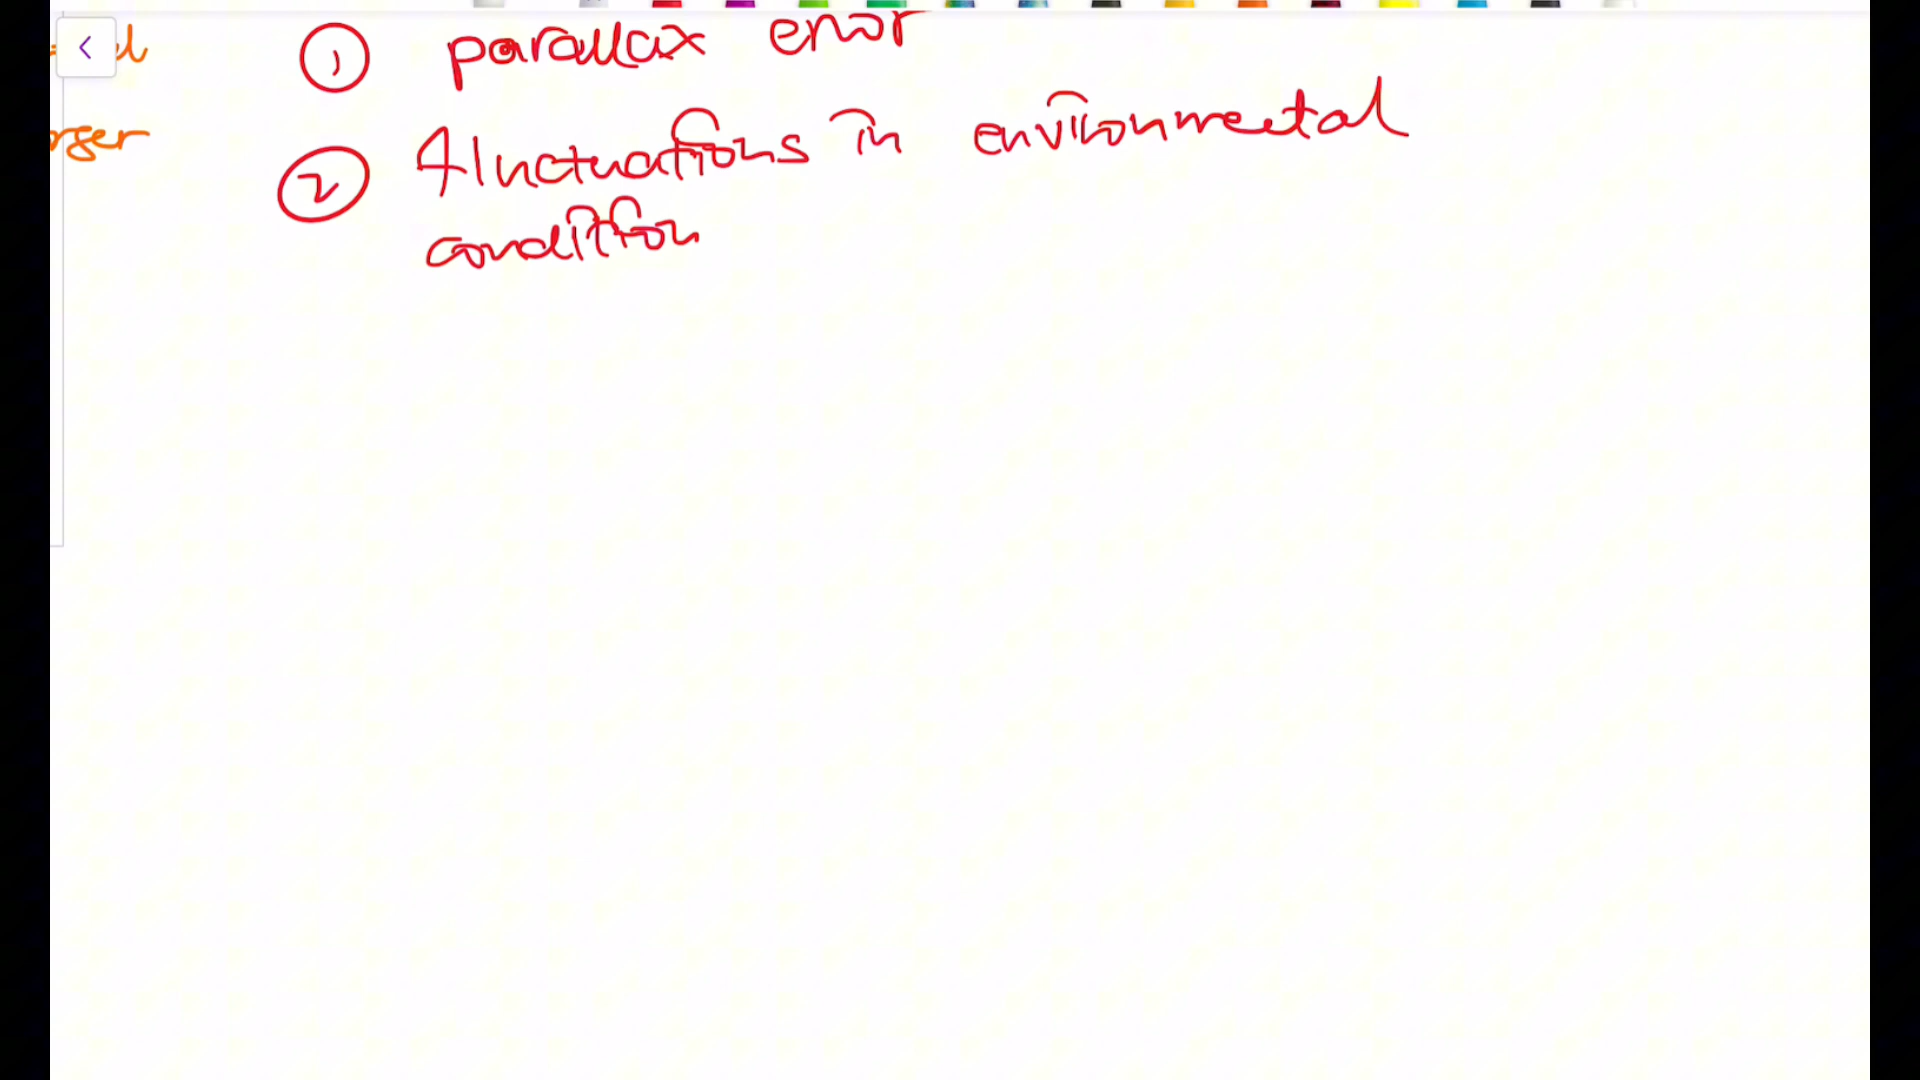 ① parallax error
② fluctuations in environmental
condition